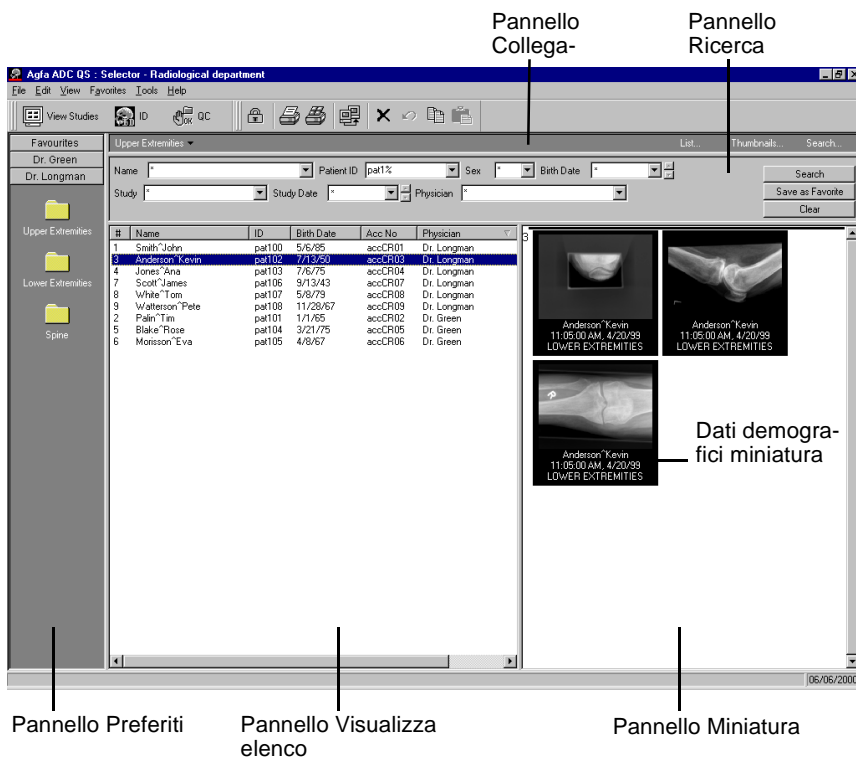 Pannello
Collega-
Pannello
Ricerca
Agfa ADC QS : Selector - Radiological department
File Edit View Favorites Tools Help
View Studies ID OK QC
Favourites
Dr. Green
Dr. Longman
Upper Extremities
Lower Extremities
Spine
Upper Extremities List... Thumbnails... Search...
Name * Patient ID pat1% Sex * Birth Date *
Study * Study Date * Physician *
Search
Save as Favorite
Clear
# Name ID Birth Date Acc No Physician
1 Smith^John pat100 5/6/85 accCR01 Dr. Longman
3 Anderson^Kevin pat102 7/13/50 accCR03 Dr. Longman
4 Jones^Ana pat103 7/6/75 accCR04 Dr. Longman
7 Scott^James pat106 9/13/43 accCR07 Dr. Longman
8 White^Tom pat107 5/8/79 accCR08 Dr. Longman
9 Watterson^Pete pat108 11/28/67 accCR09 Dr. Longman
2 Palin^Tim pat101 1/1/65 accCR02 Dr. Green
5 Blake^Rose pat104 3/21/75 accCR05 Dr. Green
6 Morisson^Eva pat105 4/8/67 accCR06 Dr. Green
3
Anderson^Kevin
11:05:00 AM, 4/20/99
LOWER EXTREMITIES
Anderson^Kevin
11:05:00 AM, 4/20/99
LOWER EXTREMITIES
R
Anderson^Kevin
11:05:00 AM, 4/20/99
LOWER EXTREMITIES
Dati demogra-
fici miniatura
06/06/2000
Pannello Preferiti
Pannello Visualizza
elenco
Pannello Miniatura